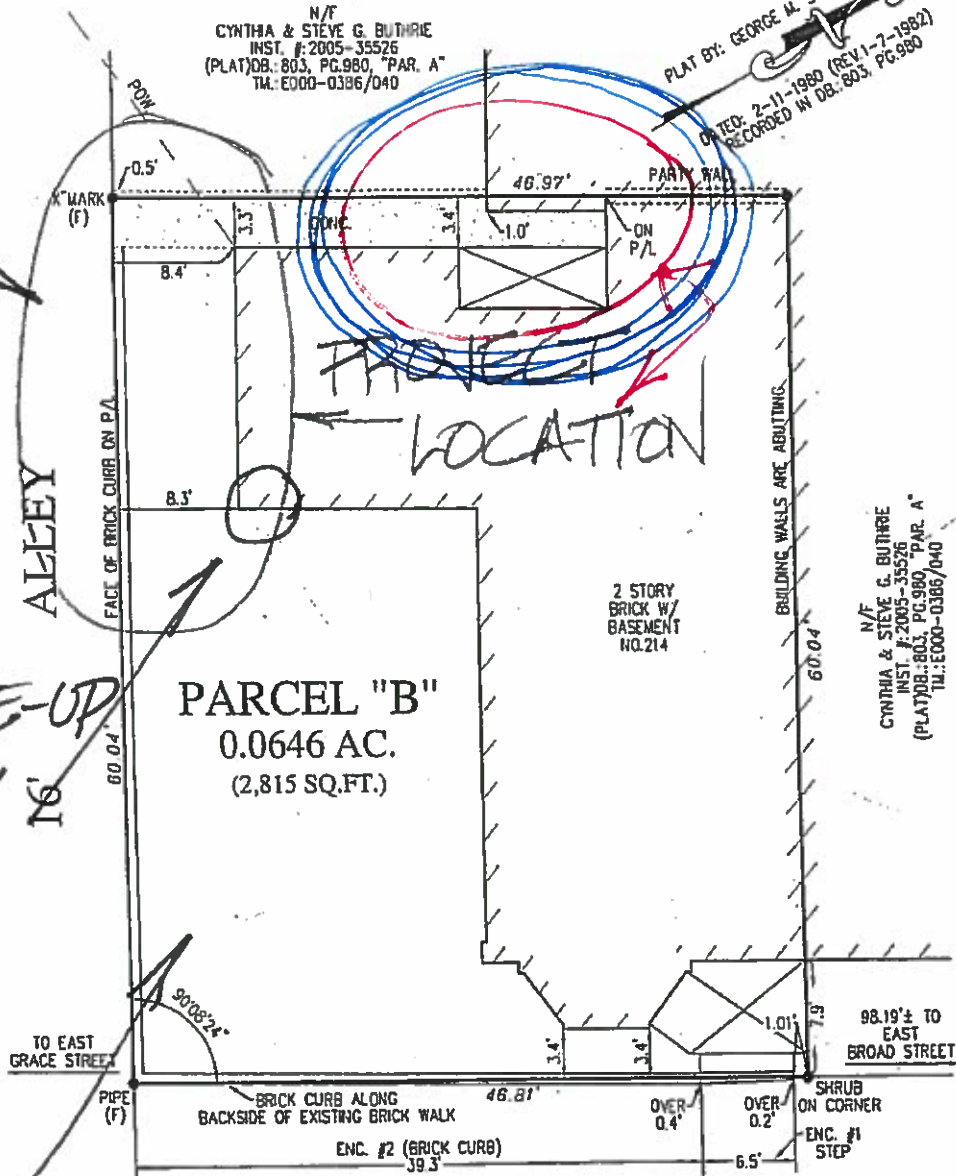 N/F
CYNTHIA & STEVE G. BUTHRIE
INST. #:2005-35526
(PLAT)DB.:803, PG.980, "PAR. A"
TM.:E000-0386/040
PLAT BY: GEORGE M. S
DATED: 2-11-1980 (REV.1-7-1982)
RECORDED IN DB.:803, PG.980
POW
0.5'
"X"MARK
(F)
46.97'
PARTY WALL
3.3'
CONC.
3.4'
1.0'
ON
P/L
8.4'
PROJECT
LOCATION
ALLEY
FACE OF BRICK CURB ON P/L
8.3'
BUILDING WALLS ARE ABUTTING
2 STORY
BRICK W/
BASEMENT
NO.214
N/F
CYNTHIA & STEVE G. BUTHRIE
INST. #:2005-35526
(PLAT)DB.:803, PG.980, "PAR. A"
TM.:E000-0386/040
E-UP
PARCEL "B"
0.0646 AC.
(2,815 SQ.FT.)
60.04'
60.04'
16'
90°08'24"
TO EAST
GRACE STREET
3.4'
3.4'
1.01'
7.9'
98.19'± TO
EAST
BROAD STREET
PIPE
(F)
BRICK CURB ALONG
BACKSIDE OF EXISTING BRICK WALK
46.81'
OVER
0.4'
OVER
0.2'
SHRUB
ON CORNER
ENC. #1
STEP
ENC. #2 (BRICK CURB)
39.3'
6.5'